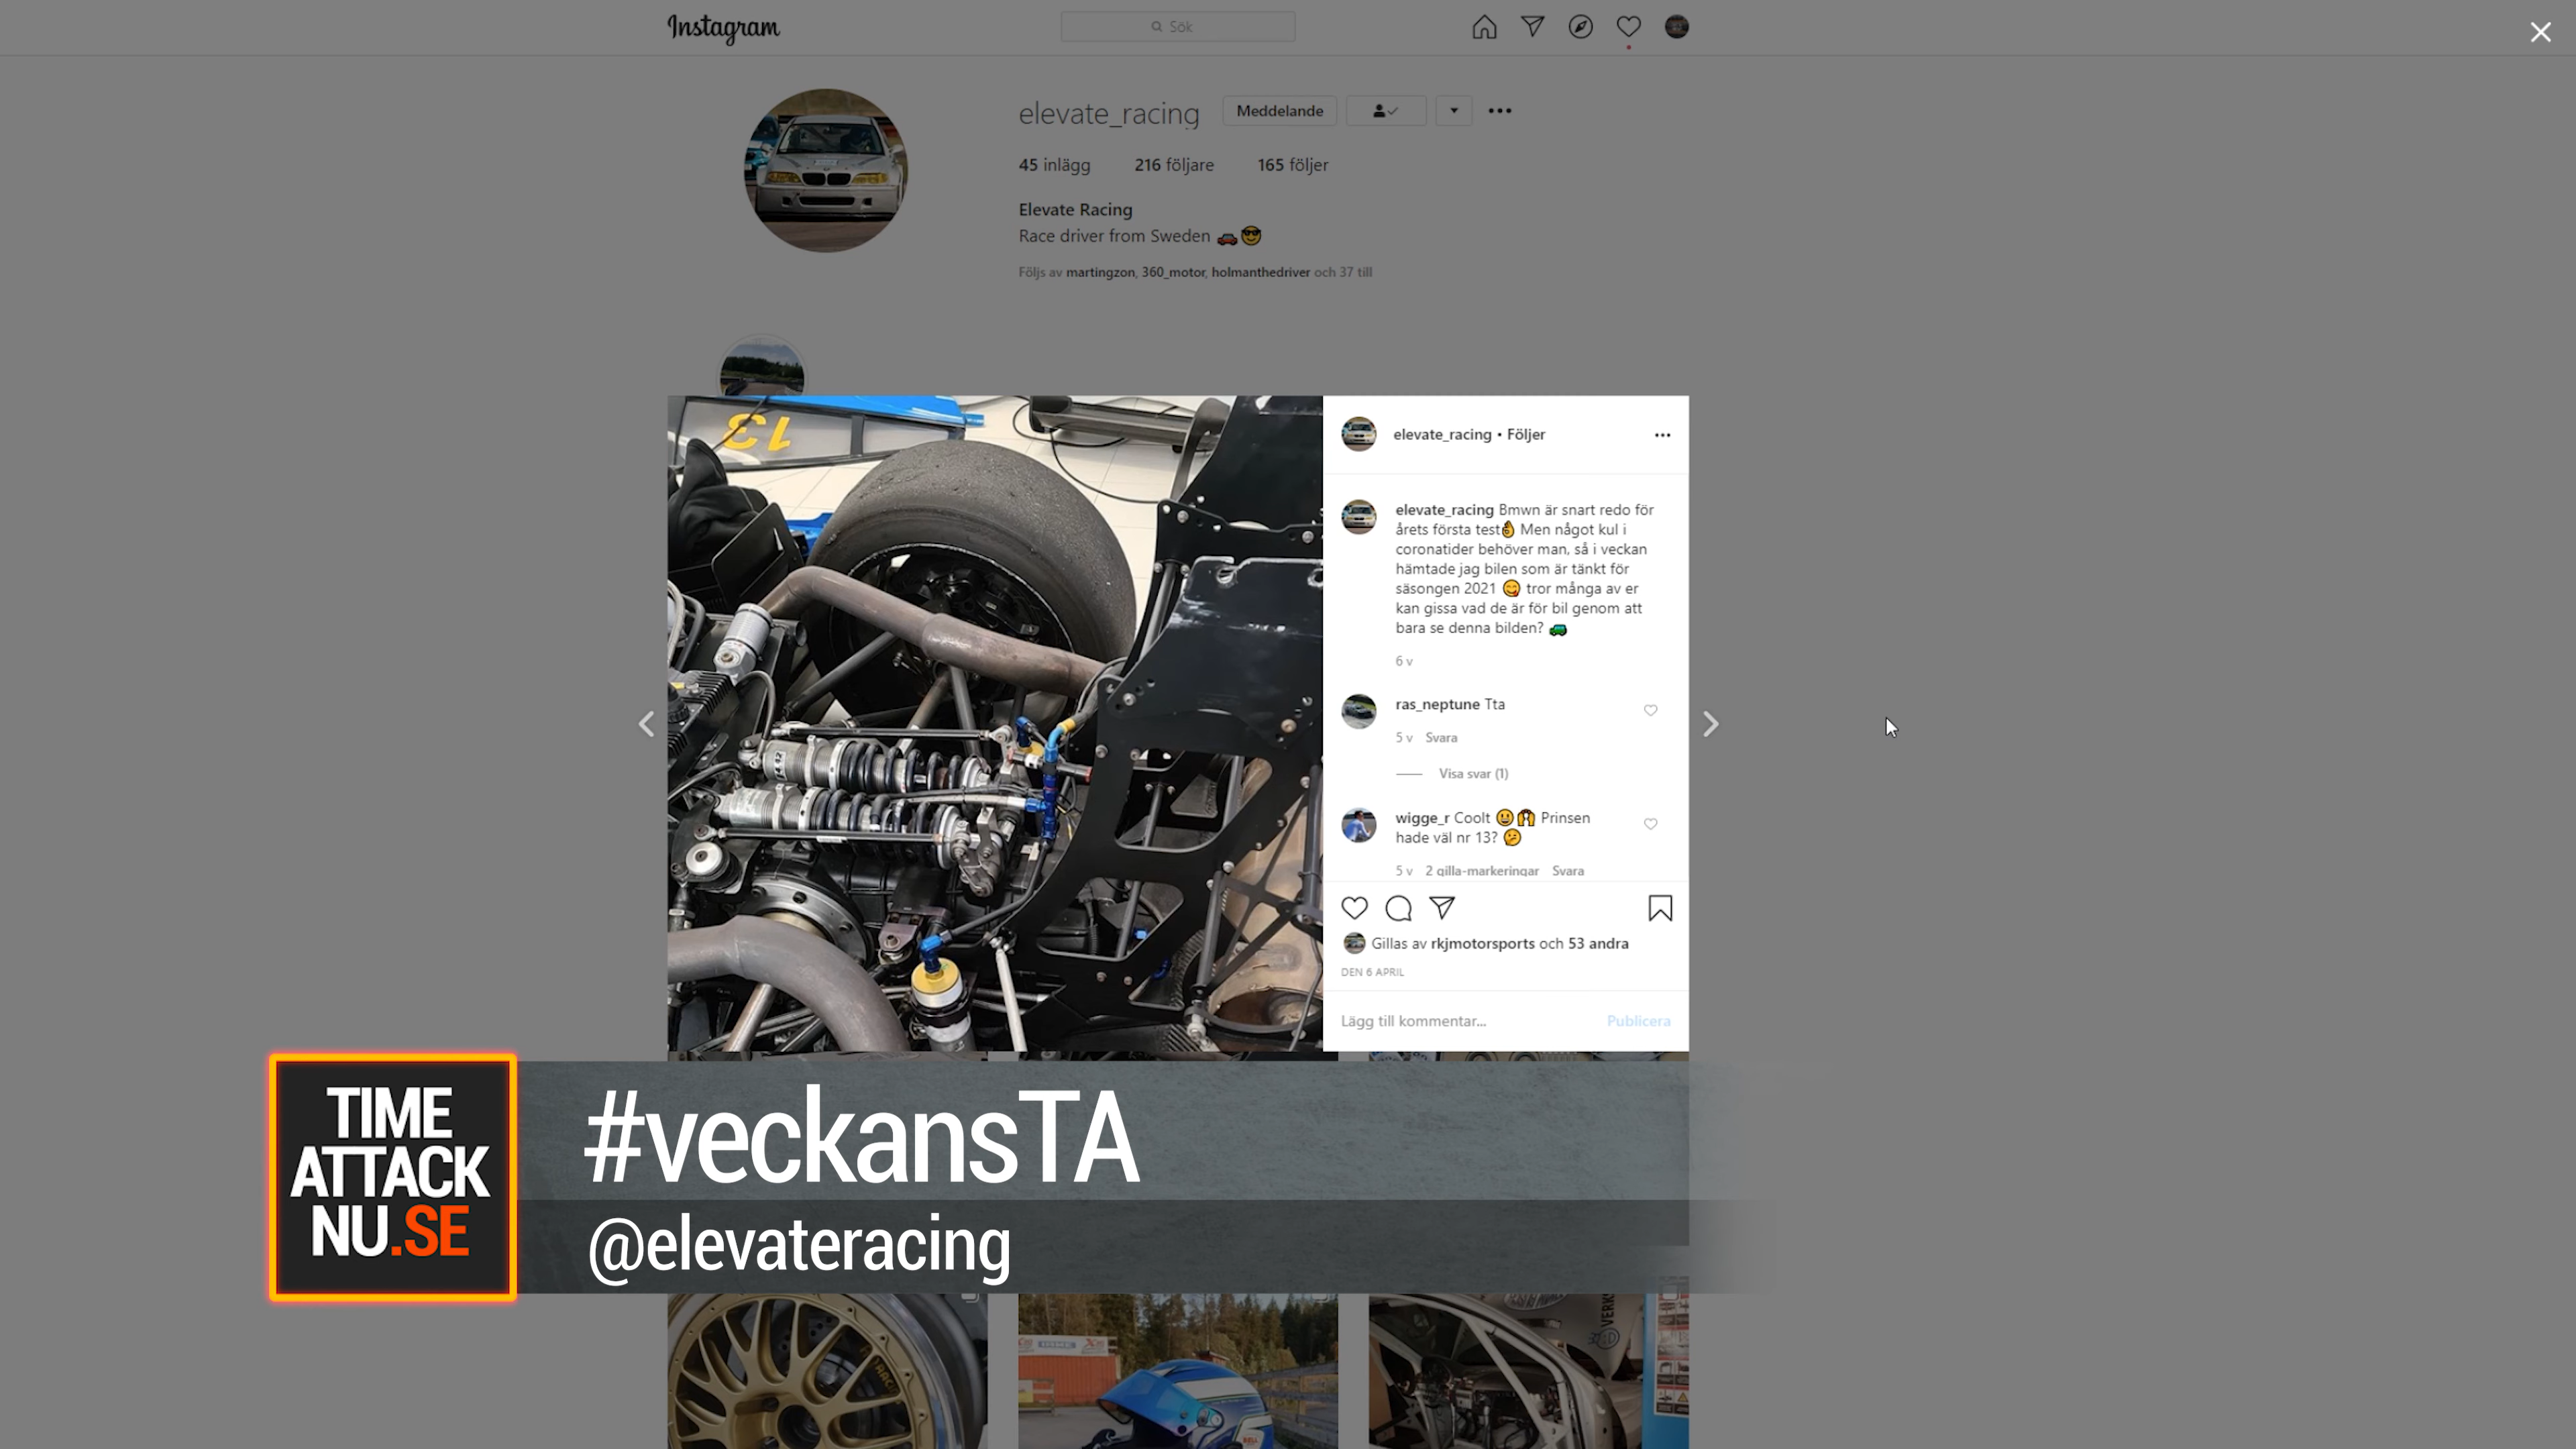 Instagram
Sök
elevate_racing
Meddelande
45 inlägg 216 följare 165 följer
Elevate Racing
Race driver from Sweden 🚗😎
Följs av martingzon, 360_motor, holmanthedriver och 37 till
13
elevate_racing • Följer
elevate_racing Bmwn är snart redo för
årets första test👌 Men något kul i
coronatider behöver man, så i veckan
hämtade jag bilen som är tänkt för
säsongen 2021 😋 tror många av er
kan gissa vad de är för bil genom att
bara se denna bilden? 🚙
6 v
ras_neptune Tta
5 v Svara
Visa svar (1)
wigge_r Coolt 😃🙌 Prinsen
hade väl nr 13? 🤔
5 v 2 gilla-markeringar Svara
Gillas av rkjmotorsports och 53 andra
DEN 6 APRIL
Lägg till kommentar... Publicera
TIME
ATTACK
NU.SE
#veckansTA
@elevateracing